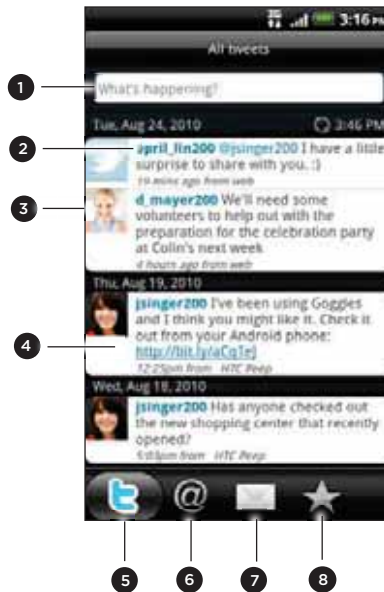 3:16 PM
All tweets
1
What's happening?
Tue, Aug 24, 2010 3:46 PM
2
april_lin200 @jsinger200 I have a little
surprise to share with you. :)
19 mins ago from web
3
d_mayer200 We'll need some
volunteers to help out with the
preparation for the celebration party
at Colin's next week
4 hours ago from web
Thu, Aug 19, 2010
jsinger200 I've been using Goggles
and I think you might like it. Check it
4
out from your Android phone:
http://bit.ly/aCqTeJ
12:25pm from HTC Peep
Wed, Aug 18, 2010
jsinger200 Has anyone checked out
the new shopping center that recently
opened?
5:03pm from HTC Peep
t @
5 6 7 8